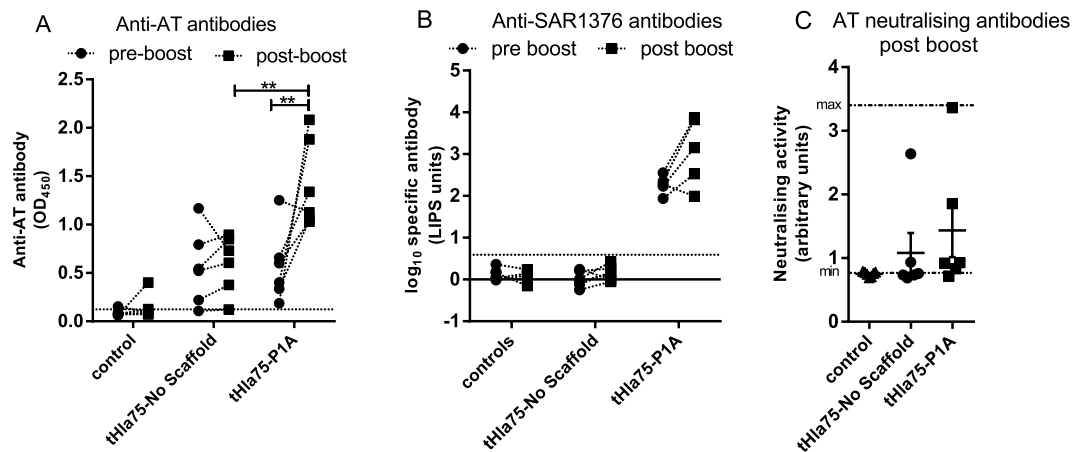 A
Anti-AT antibodies
pre-boost post-boost
Anti-AT antibody
(OD450)
2.5
2.0
1.5
1.0
0.5
0.0
**
**
control
tHla75-No Scaffold
tHla75-P1A
B
Anti-SAR1376 antibodies
pre boost post boost
log10 specific antibody
(LIPS units)
5
4
3
2
1
0
-1
controls
tHla75-No Scaffold
tHla75-P1A
C
AT neutralising antibodies
post boost
Neutralising activity
(arbitrary units)
4
max
3
2
1
min
0
control
tHla75-No Scaffold
tHla75-P1A